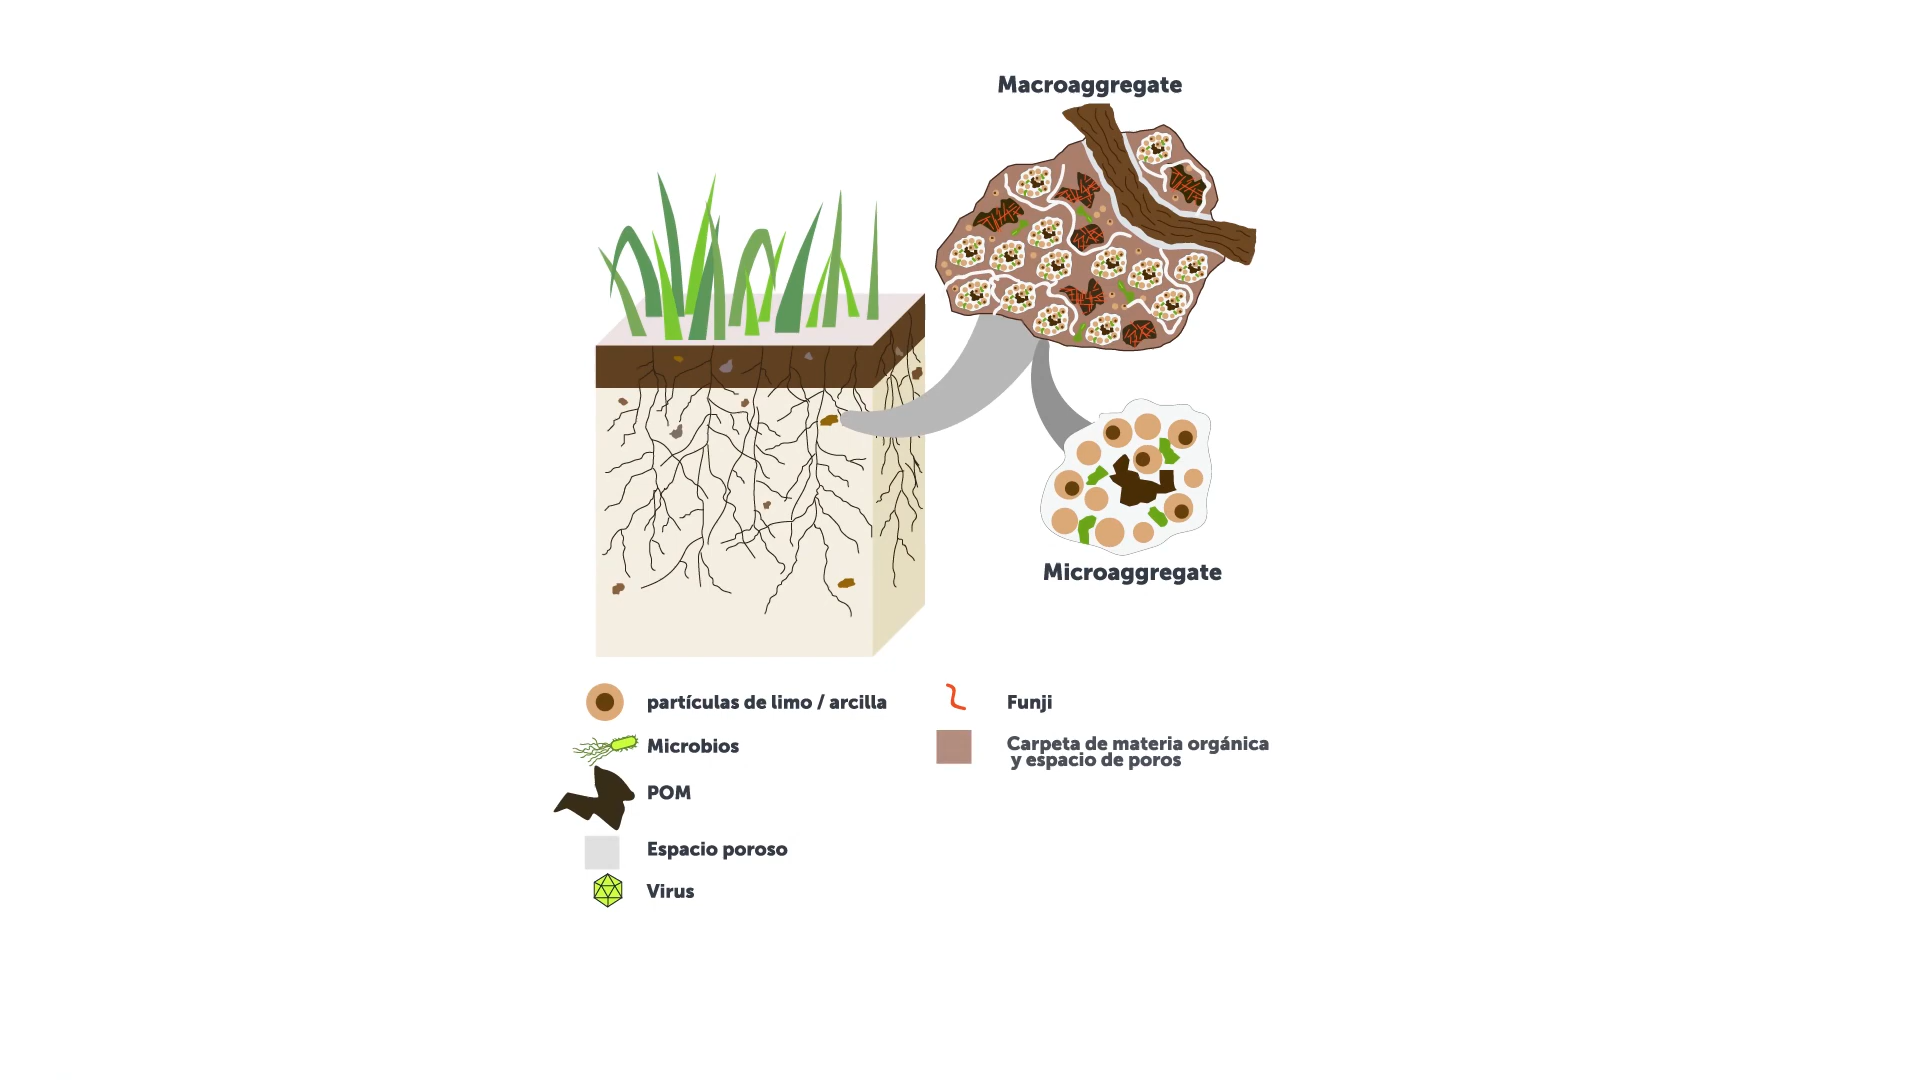 Macroaggregate
Microaggregate
partículas de limo / arcilla
Microbios
POM
Espacio poroso
Virus
Funji
Carpeta de materia orgánica
y espacio de poros